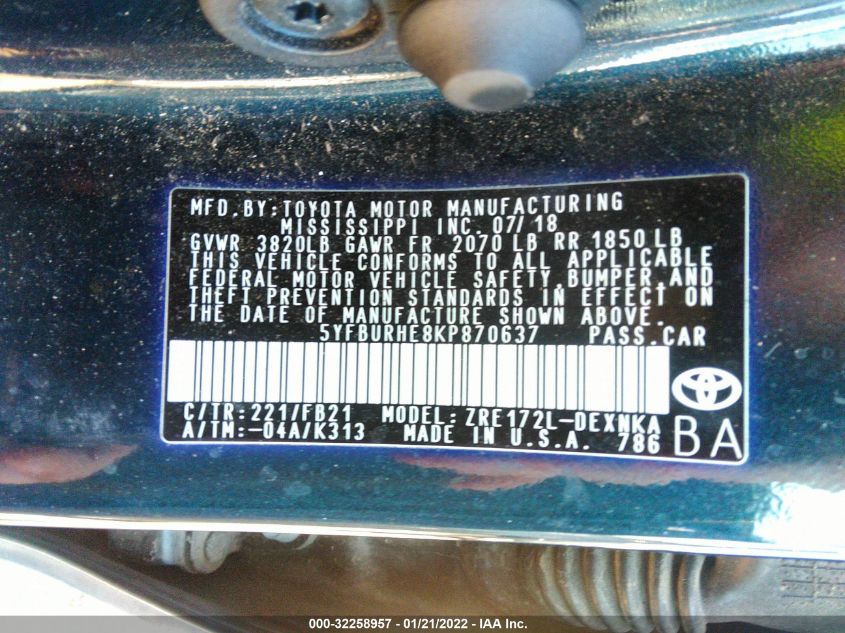 MFD.BY:TOYOTA MOTOR MANUFACTURING
MISSISSIPPI INC. 07/18
GVWR 3820LB GAWR FR 2070 LB RR 1850 LB
THIS VEHICLE CONFORMS TO ALL APPLICABLE
FEDERAL MOTOR VEHICLE SAFETY,BUMPER,AND
THEFT PREVENTION STANDARDS IN EFFECT ON
THE DATE OF MANUFACTURE SHOWN ABOVE.
5YFBURHE8KP870637 PASS.CAR
C/TR:221/FB21 MODEL:ZRE172L-DEXNKA
A/TM:-04A/K313 MADE IN U.S.A. 786
BA
000-32258957 - 01/21/2022 - IAA Inc.